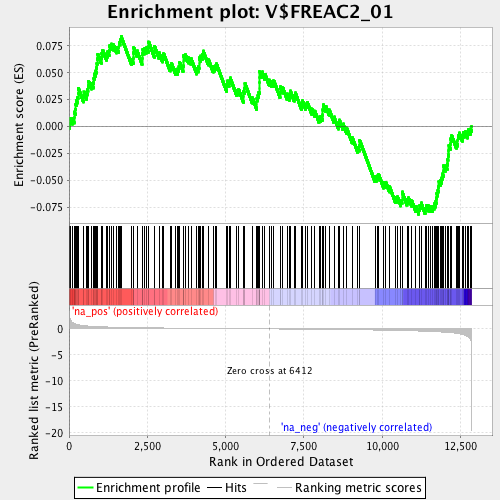 Enrichment plot: V$FREAC2_01
Enrichment score (ES)
0.075
0.050
0.025
0.000
-0.025
-0.050
-0.075
'na_pos' (positively correlated)
Ranked list metric (PreRanked)
0
-5
-10
-15
-20
Zero cross at 6412
'na_neg' (negatively correlated)
0
2,500
5,000
7,500
10,000
12,500
Rank in Ordered Dataset
Enrichment profile
Hits
Ranking metric scores